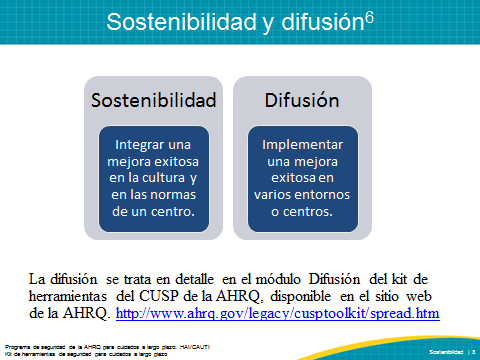 Sostenibilidad y difusión6
Sostenibilidad
Integrar una
mejora exitosa
en la cultura y
en las normas
de un centro.
Difusión
Implementar
una mejora
exitosa en
varios entornos
o centros.
La difusión se trata en detalle en el módulo Difusión del kit de
herramientas del CUSP de la AHRQ, disponible en el sitio web
de la AHRQ. http://www.ahrq.gov/legacy/cusptoolkit/spread.htm
Programa de seguridad de la AHRQ para cuidados a largo plazo: HAI/CAUTI
Kit de herramientas de seguridad para cuidados a largo plazo
Sostenibilidad | 8